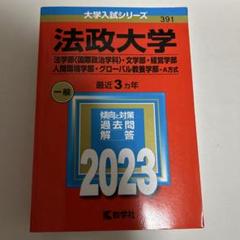 大学入試シリーズ
391
法政大学
法学部〈国際政治学科〉・文学部・経営学部
人間環境学部・グローバル教養学部-A方式
最近3カ年
一般
傾向と対策
過去問
解答
2023
教学社